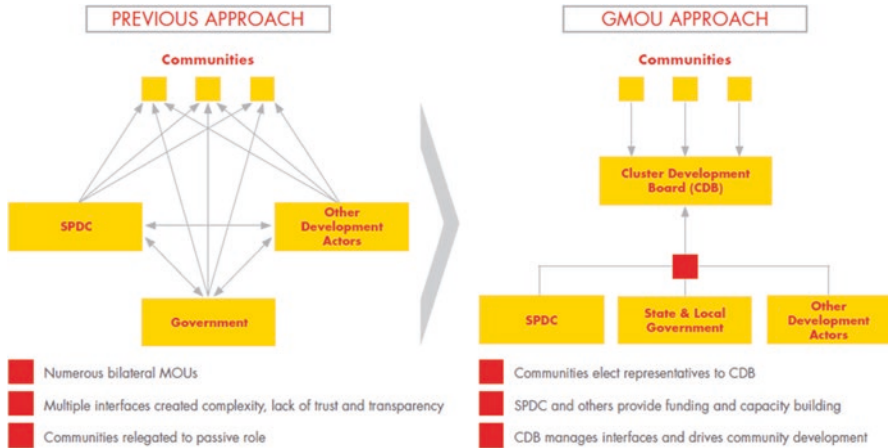 PREVIOUS APPROACH
Communities
SPDC
Other
Development
Actors
Government
Numerous bilateral MOUs
Multiple interfaces created complexity, lack of trust and transparency
Communities relegated to passive role
GMOU APPROACH
Communities
Cluster Development
Board (CDB)
SPDC
State & Local
Government
Other
Development
Actors
Communities elect representatives to CDB
SPDC and others provide funding and capacity building
CDB manages interfaces and drives community development